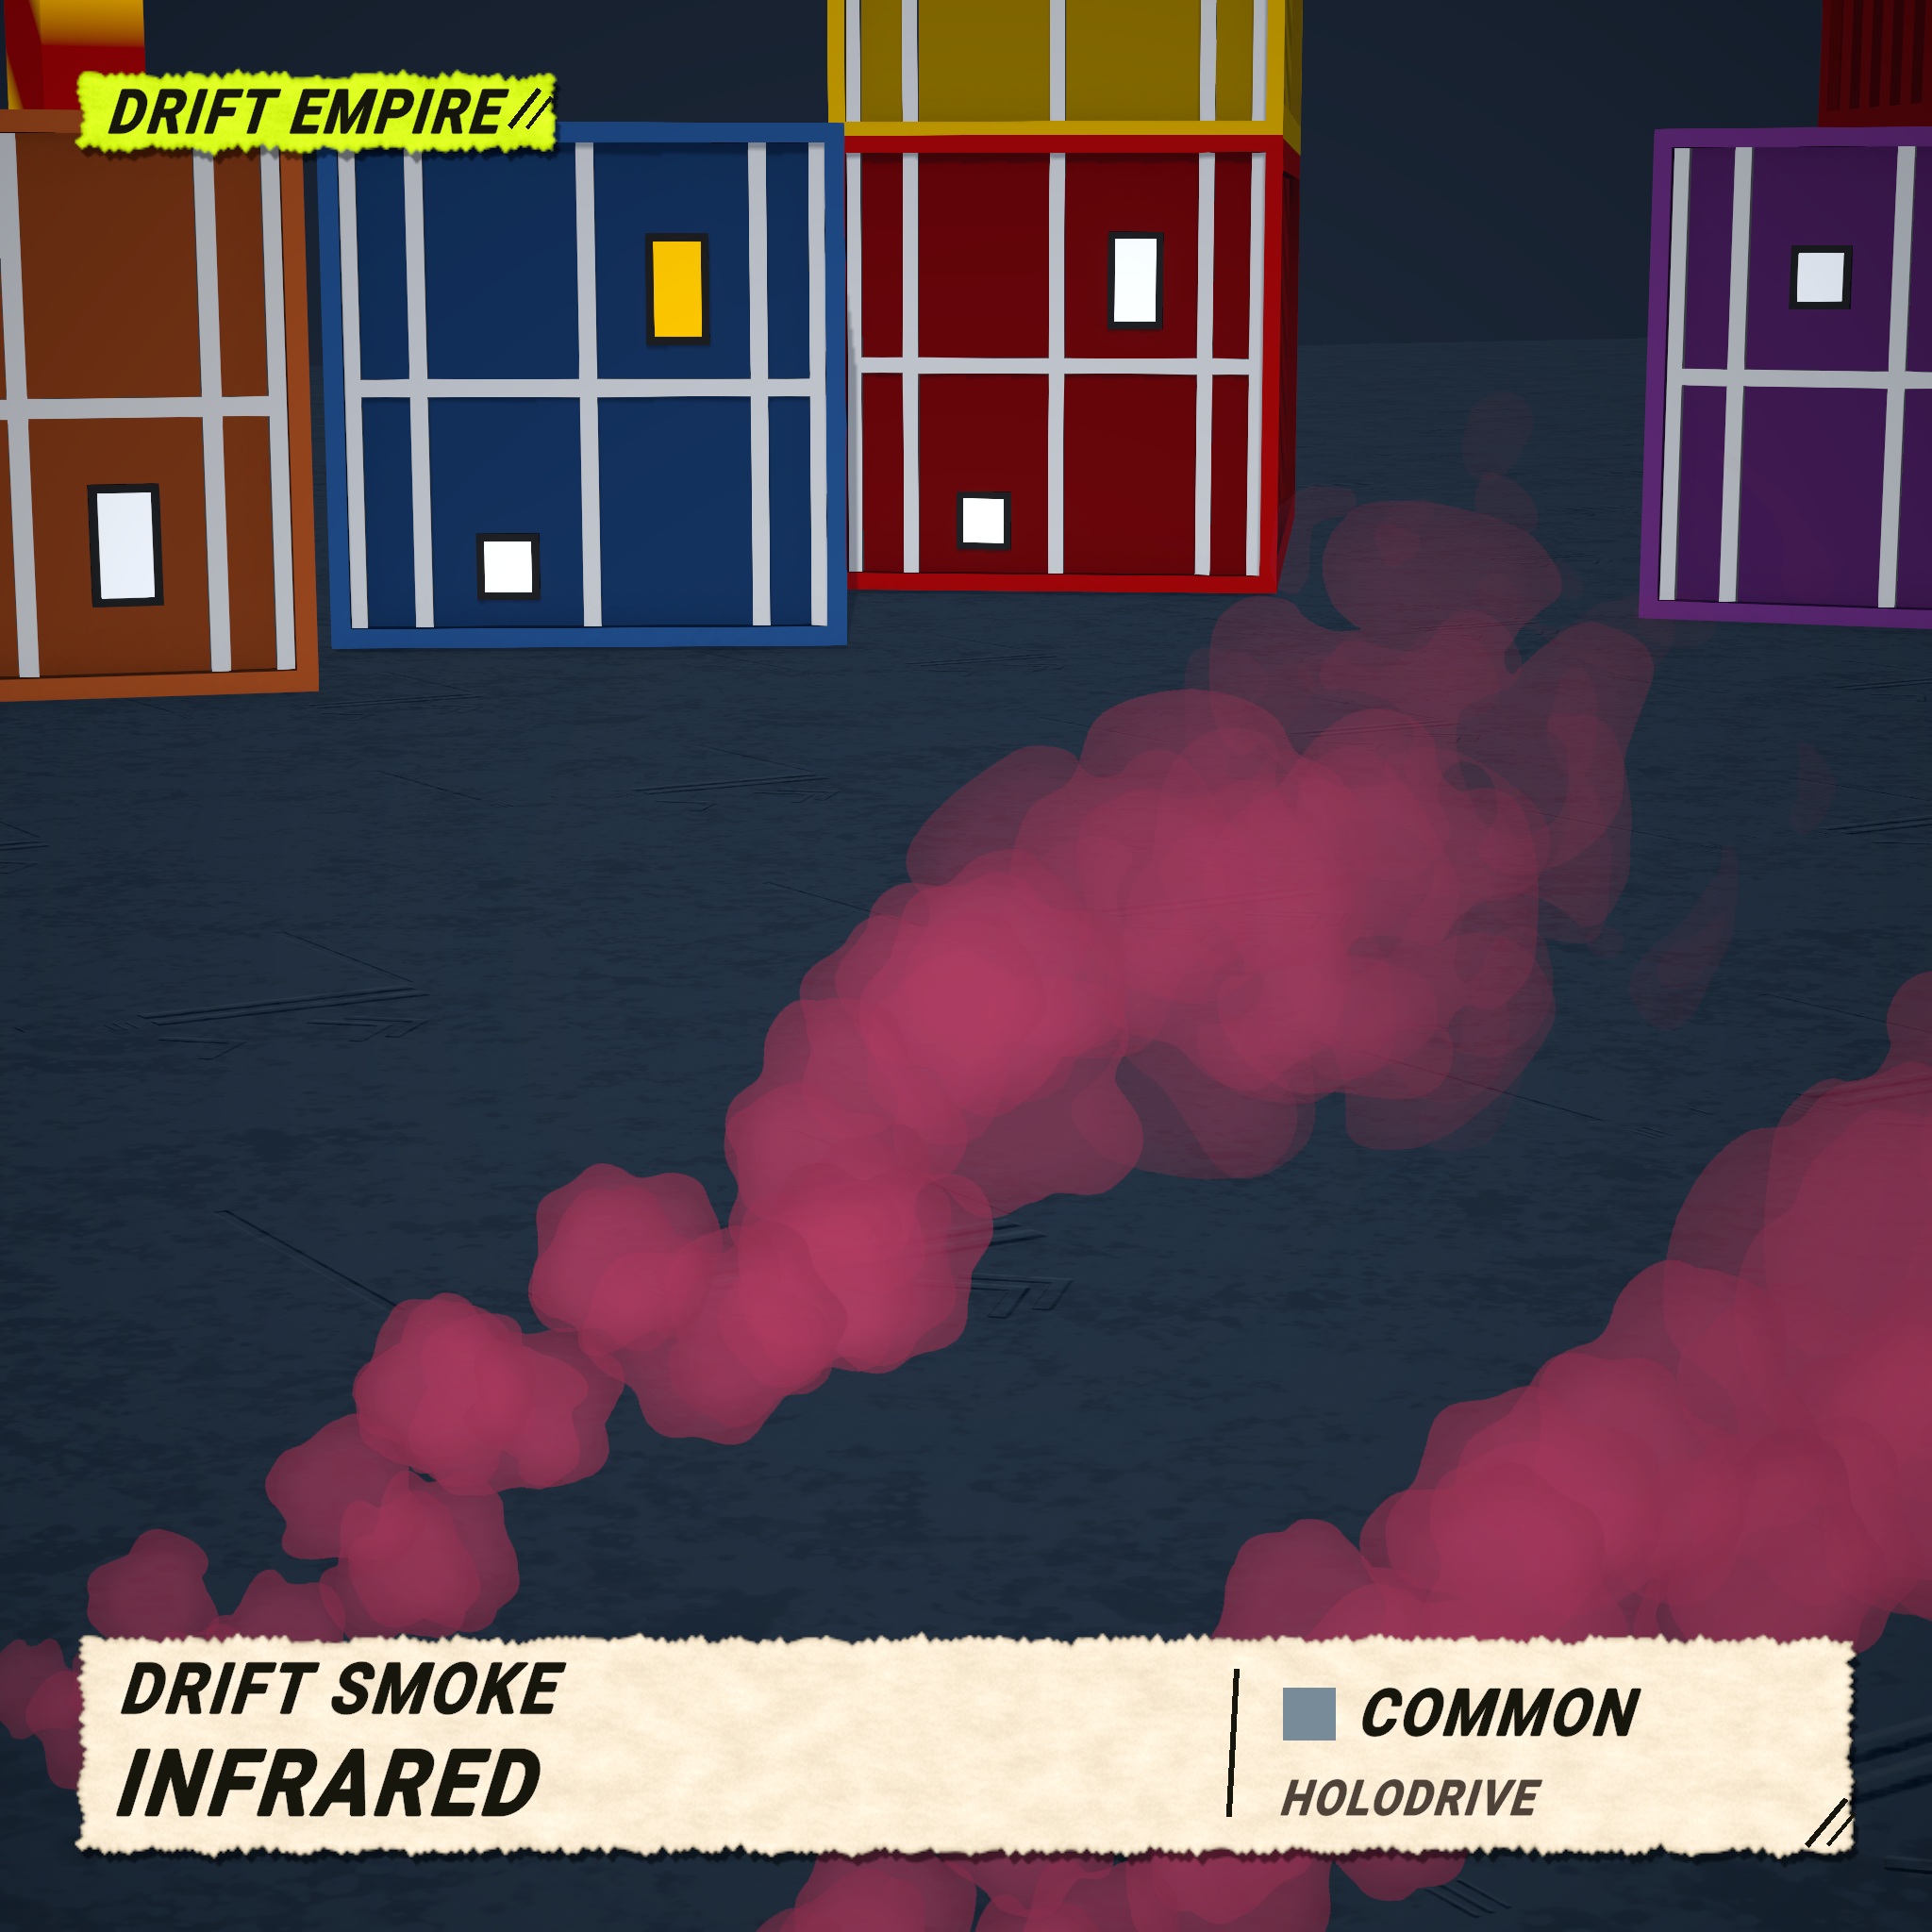 DRIFT EMPIRE//
DRIFT SMOKE
INFRARED
COMMON
HOLODRIVE